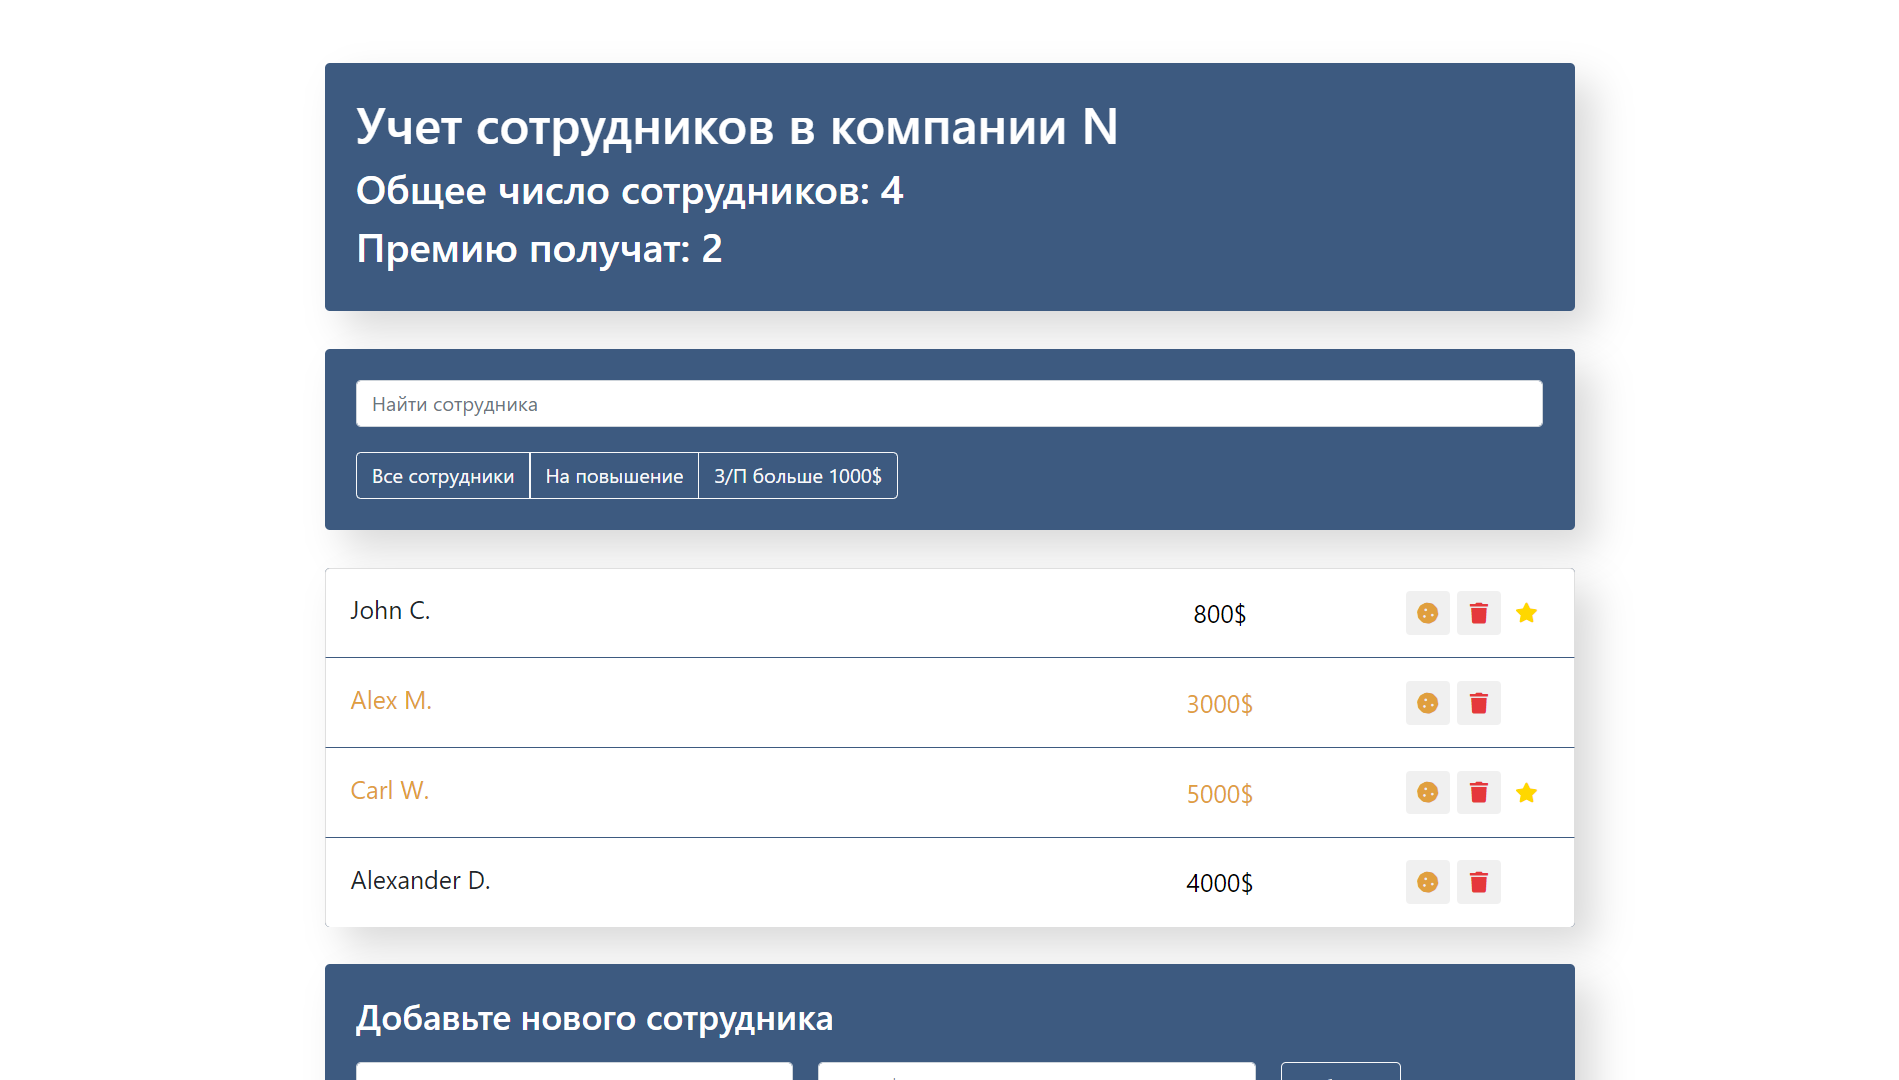 Учет сотрудников в компании N
Общее число сотрудников: 4
Премию получат: 2
Найти сотрудника
Все сотрудники На повышение З/П больше 1000$
John C. 800$
Alex M. 3000$
Carl W. 5000$
Alexander D. 4000$
Добавьте нового сотрудника